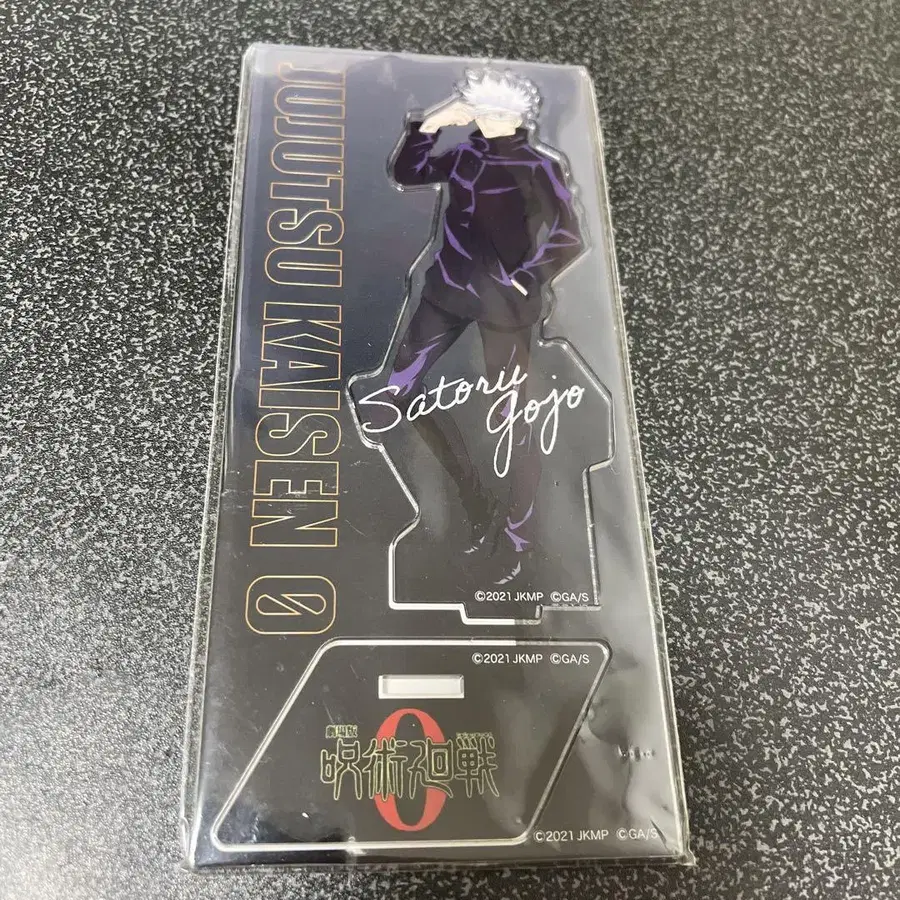 JUJUTSU KAISEN 0
Satoru
Gojo
©2021 JKMP ©GA/S
©2021 JKMP ©GA/S
劇場版
呪術廻戦
0
©2021 JKMP ©GA/S